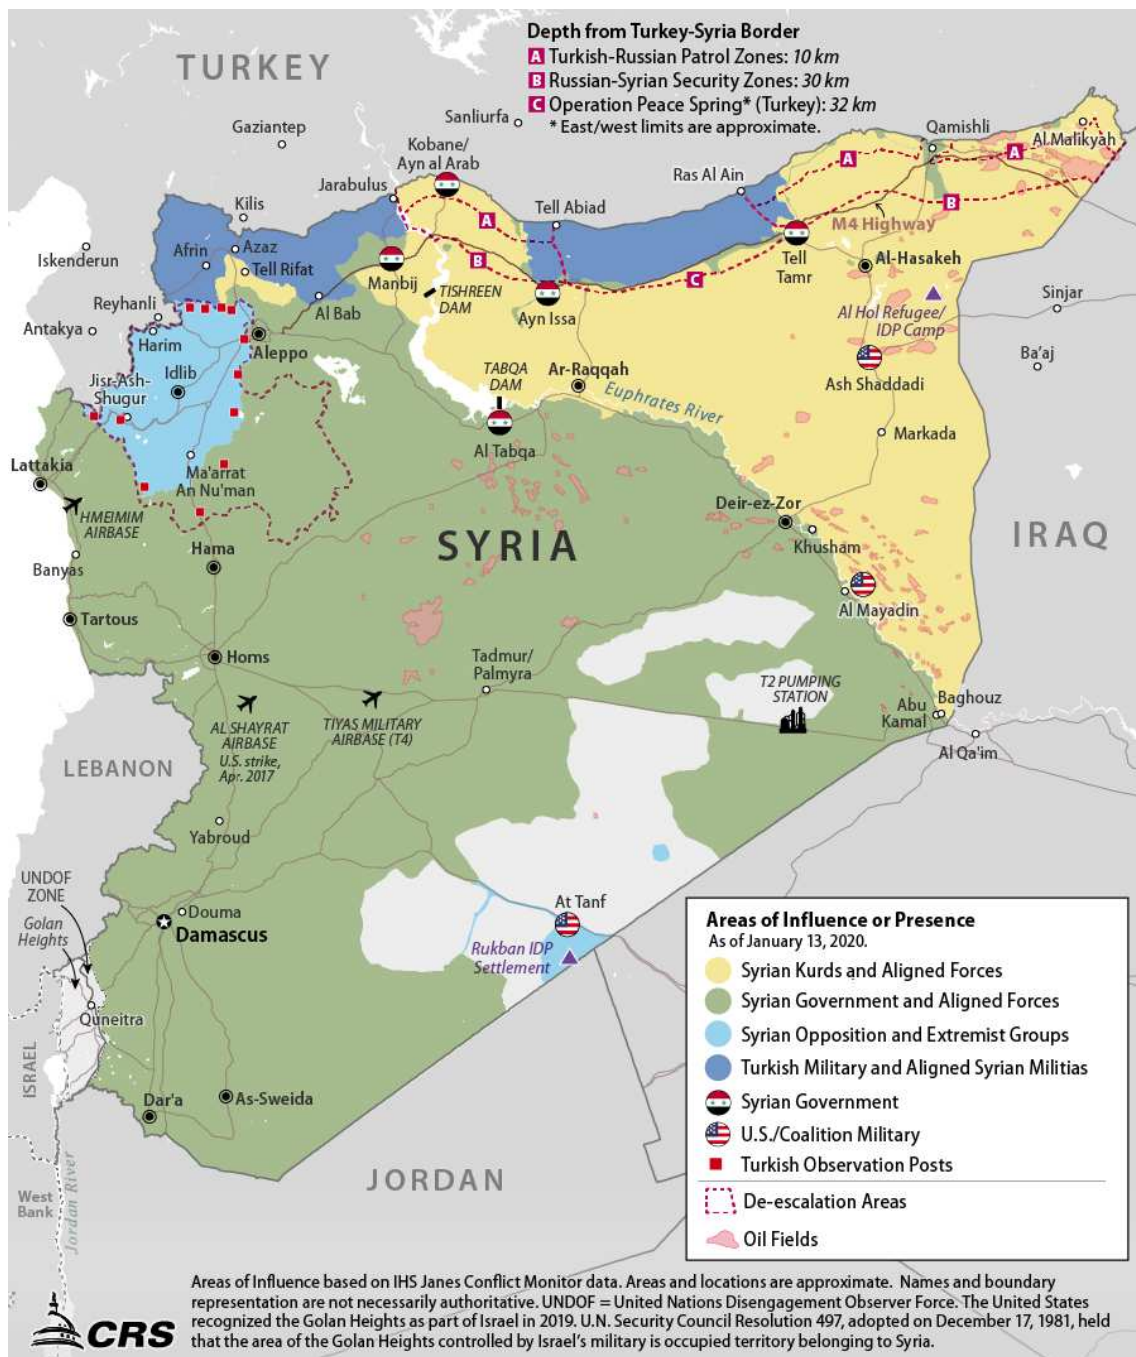 Depth from Turkey-Syria Border
A Turkish-Russian Patrol Zones: 10 km
B Russian-Syrian Security Zones: 30 km
C Operation Peace Spring* (Turkey): 32 km
* East/west limits are approximate.
TURKEY
Gaziantep
Sanliurfa
Kobane/
Ayn al Arab
Jarabulus
Tell Abiad
Ras Al Ain
Qamishli
Al Malikyah
A
A
A
B
B
C
M4 Highway
Kilis
Afrin
Azaz
Tell Rifat
Iskenderun
Reyhanli
Antakya
Harim
Al Bab
Manbij
TISHREEN
DAM
Ayn Issa
Tell
Tamr
Al-Hasakeh
Al Hol Refugee/
IDP Camp
Sinjar
Ba'aj
Aleppo
Idlib
Jisr-Ash-
Shugur
TABQA
DAM
Ar-Raqqah
Euphrates River
Ash Shaddadi
Al Tabqa
Markada
Lattakia
Ma'arrat
An Nu'man
HMEIMIM
AIRBASE
Deir-ez-Zor
Khusham
SYRIA
IRAQ
Hama
Banyas
Al Mayadin
Tartous
Homs
Tadmur/
Palmyra
T2 PUMPING
STATION
Abu
Kamal
Baghouz
Al Qa'im
AL SHAYRAT
AIRBASE
U.S. strike,
Apr. 2017
TIYAS MILITARY
AIRBASE (T4)
LEBANON
Yabroud
UNDOF
ZONE
Golan
Heights
Douma
Damascus
At Tanf
Rukban IDP
Settlement
Quneitra
ISRAEL
Dar'a
As-Sweida
JORDAN
West
Bank
Jordan River
Areas of Influence or Presence
As of January 13, 2020.
Syrian Kurds and Aligned Forces
Syrian Government and Aligned Forces
Syrian Opposition and Extremist Groups
Turkish Military and Aligned Syrian Militias
Syrian Government
U.S./Coalition Military
Turkish Observation Posts
De-escalation Areas
Oil Fields
Areas of Influence based on IHS Janes Conflict Monitor data. Areas and locations are approximate. Names and boundary
representation are not necessarily authoritative. UNDOF = United Nations Disengagement Observer Force. The United States
recognized the Golan Heights as part of Israel in 2019. U.N. Security Council Resolution 497, adopted on December 17, 1981, held
that the area of the Golan Heights controlled by Israel's military is occupied territory belonging to Syria.
CRS